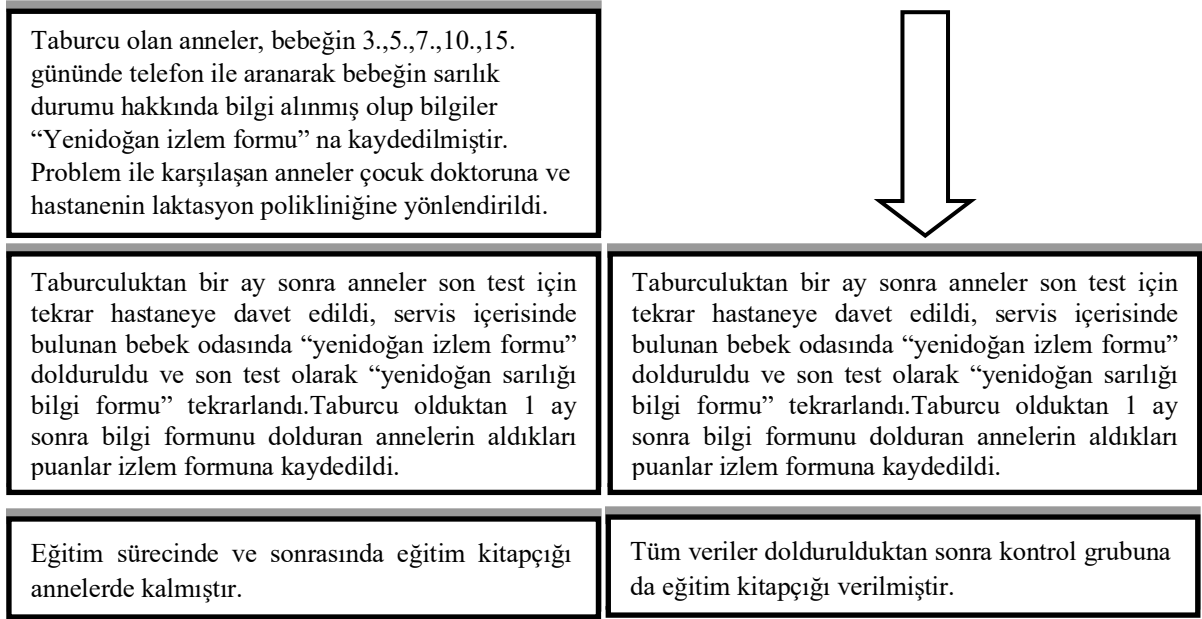 Taburcu olan anneler, bebeğin 3.,5.,7.,10.,15.
gününde telefon ile aranarak bebeğin sarılık
durumu hakkında bilgi alınmış olup bilgiler
“Yenidoğan izlem formu” na kaydedilmiştir.
Problem ile karşılaşan anneler çocuk doktoruna ve
hastanenin laktasyon polikliniğine yönlendirildi.
Taburculuktan bir ay sonra anneler son test için
tekrar hastaneye davet edildi, servis içerisinde
bulunan bebek odasında “yenidoğan izlem formu”
dolduruldu ve son test olarak “yenidoğan sarılığı
bilgi formu” tekrarlandı.Taburcu olduktan 1 ay
sonra bilgi formunu dolduran annelerin aldıkları
puanlar izlem formuna kaydedildi.
Taburculuktan bir ay sonra anneler son test için
tekrar hastaneye davet edildi, servis içerisinde
bulunan bebek odasında “yenidoğan izlem formu”
dolduruldu ve son test olarak “yenidoğan sarılığı
bilgi formu” tekrarlandı.Taburcu olduktan 1 ay
sonra bilgi formunu dolduran annelerin aldıkları
puanlar izlem formuna kaydedildi.
Eğitim sürecinde ve sonrasında eğitim kitapçığı
annelerde kalmıştır.
Tüm veriler doldurulduktan sonra kontrol grubuna
da eğitim kitapçığı verilmiştir.